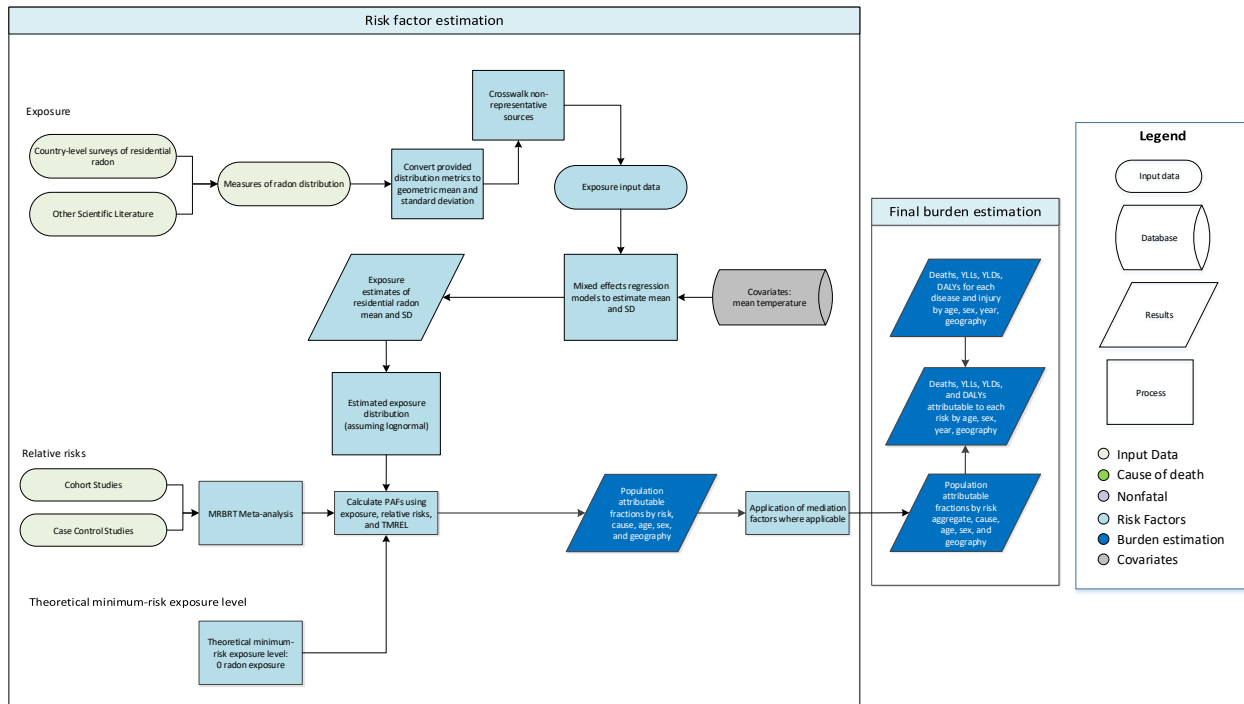 Risk factor estimation
Exposure
Country-level surveys of residential
radon
Other Scientific Literature
Measures of radon distribution
Convert provided
distribution metrics to
geometric mean and
standard deviation
Crosswalk non-
representative
sources
Exposure input data
Mixed effects regression
models to estimate mean
and SD
Covariates:
mean temperature
Exposure
estimates of
residential radon
mean and SD
Estimated exposure
distribution
(assuming lognormal)
Relative risks
Cohort Studies
Case Control Studies
MRBRT Meta-analysis
Calculate PAFs using
exposure, relative risks,
and TMREL
Population
attributable
fractions by risk,
cause, age, sex,
and geography
Application of mediation
factors where applicable
Theoretical minimum-risk exposure level
Theoretical minimum-
risk exposure level:
0 radon exposure
Final burden estimation
Deaths, YLLs, YLDs,
DALYs for each
disease and injury
by age, sex, year,
geography
Deaths, YLLs, YLDs,
and DALYs
attributable to each
risk by age, sex,
year, geography
Population
attributable
fractions by risk
aggregate, cause,
age, sex, and
geography
Legend
Input data
Database
Results
Process
Input Data
Cause of death
Nonfatal
Risk Factors
Burden estimation
Covariates